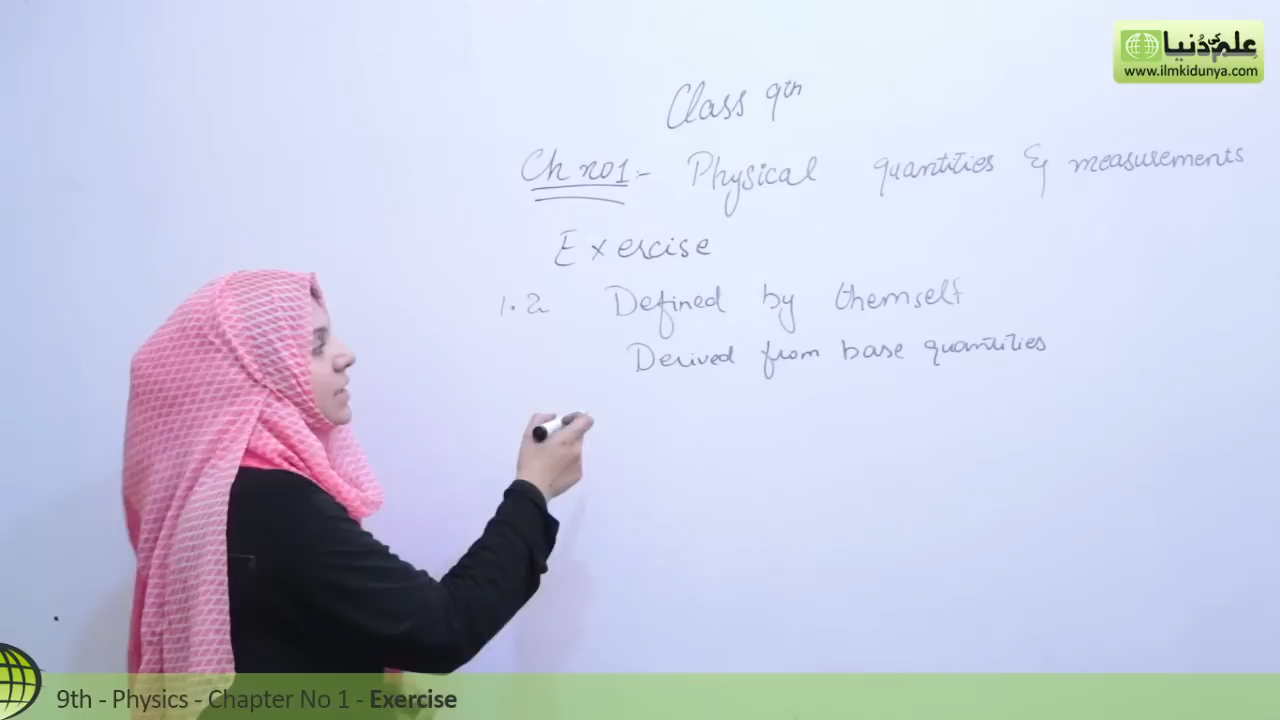 علم کی دُنیا
www.ilmkidunya.com
Class 9th
Ch no1:- Physical quantities & measurements
Exercise
1.2 Defined by themself
Derived from base quantities
9th - Physics - Chapter No 1 - Exercise